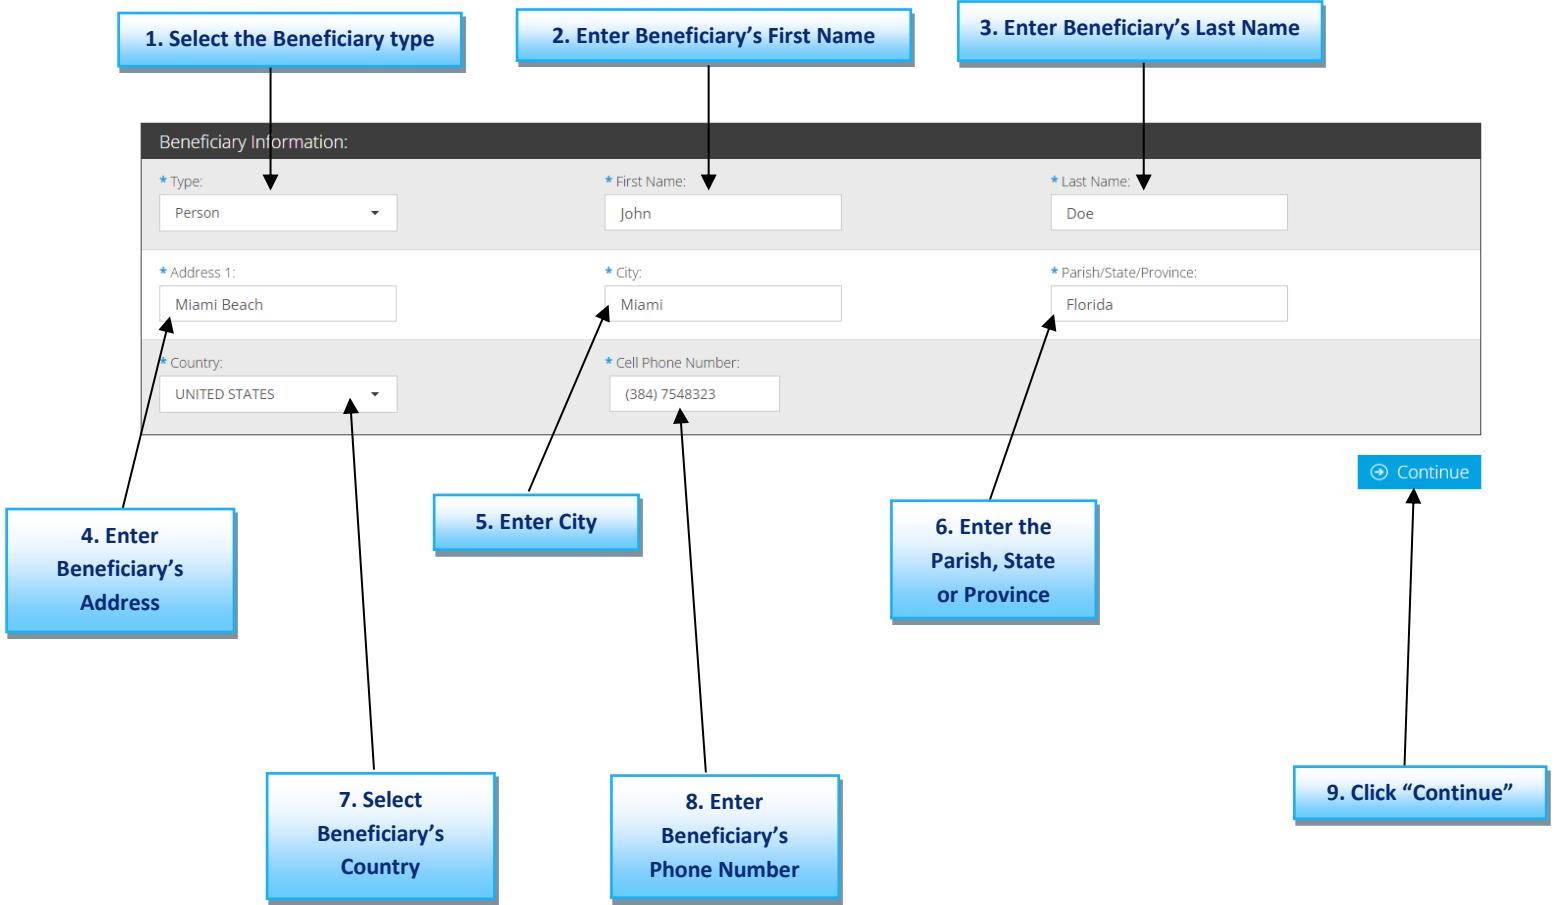 1. Select the Beneficiary type
2. Enter Beneficiary’s First Name
3. Enter Beneficiary’s Last Name
Beneficiary Information:
* Type:
* First Name:
* Last Name:
Person
John
Doe
* Address 1:
* City:
* Parish/State/Province:
Miami Beach
Miami
Florida
* Country:
* Cell Phone Number:
UNITED STATES
(384) 7548323
Continue
4. Enter
Beneficiary’s
Address
5. Enter City
6. Enter the
Parish, State
or Province
7. Select
Beneficiary’s
Country
8. Enter
Beneficiary’s
Phone Number
9. Click “Continue”